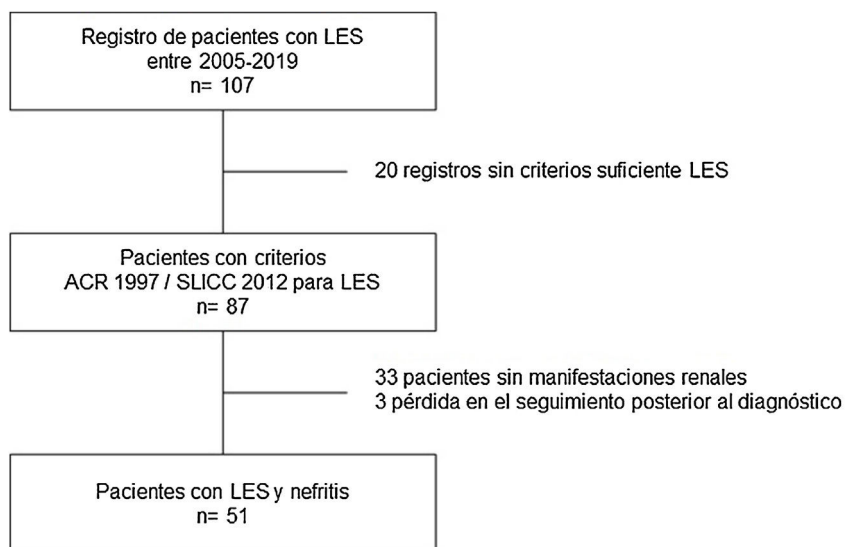 Registro de pacientes con LES
entre 2005-2019
n= 107
20 registros sin criterios suficiente LES
Pacientes con criterios
ACR 1997 / SLICC 2012 para LES
n= 87
33 pacientes sin manifestaciones renales
3 pérdida en el seguimiento posterior al diagnóstico
Pacientes con LES y nefritis
n= 51